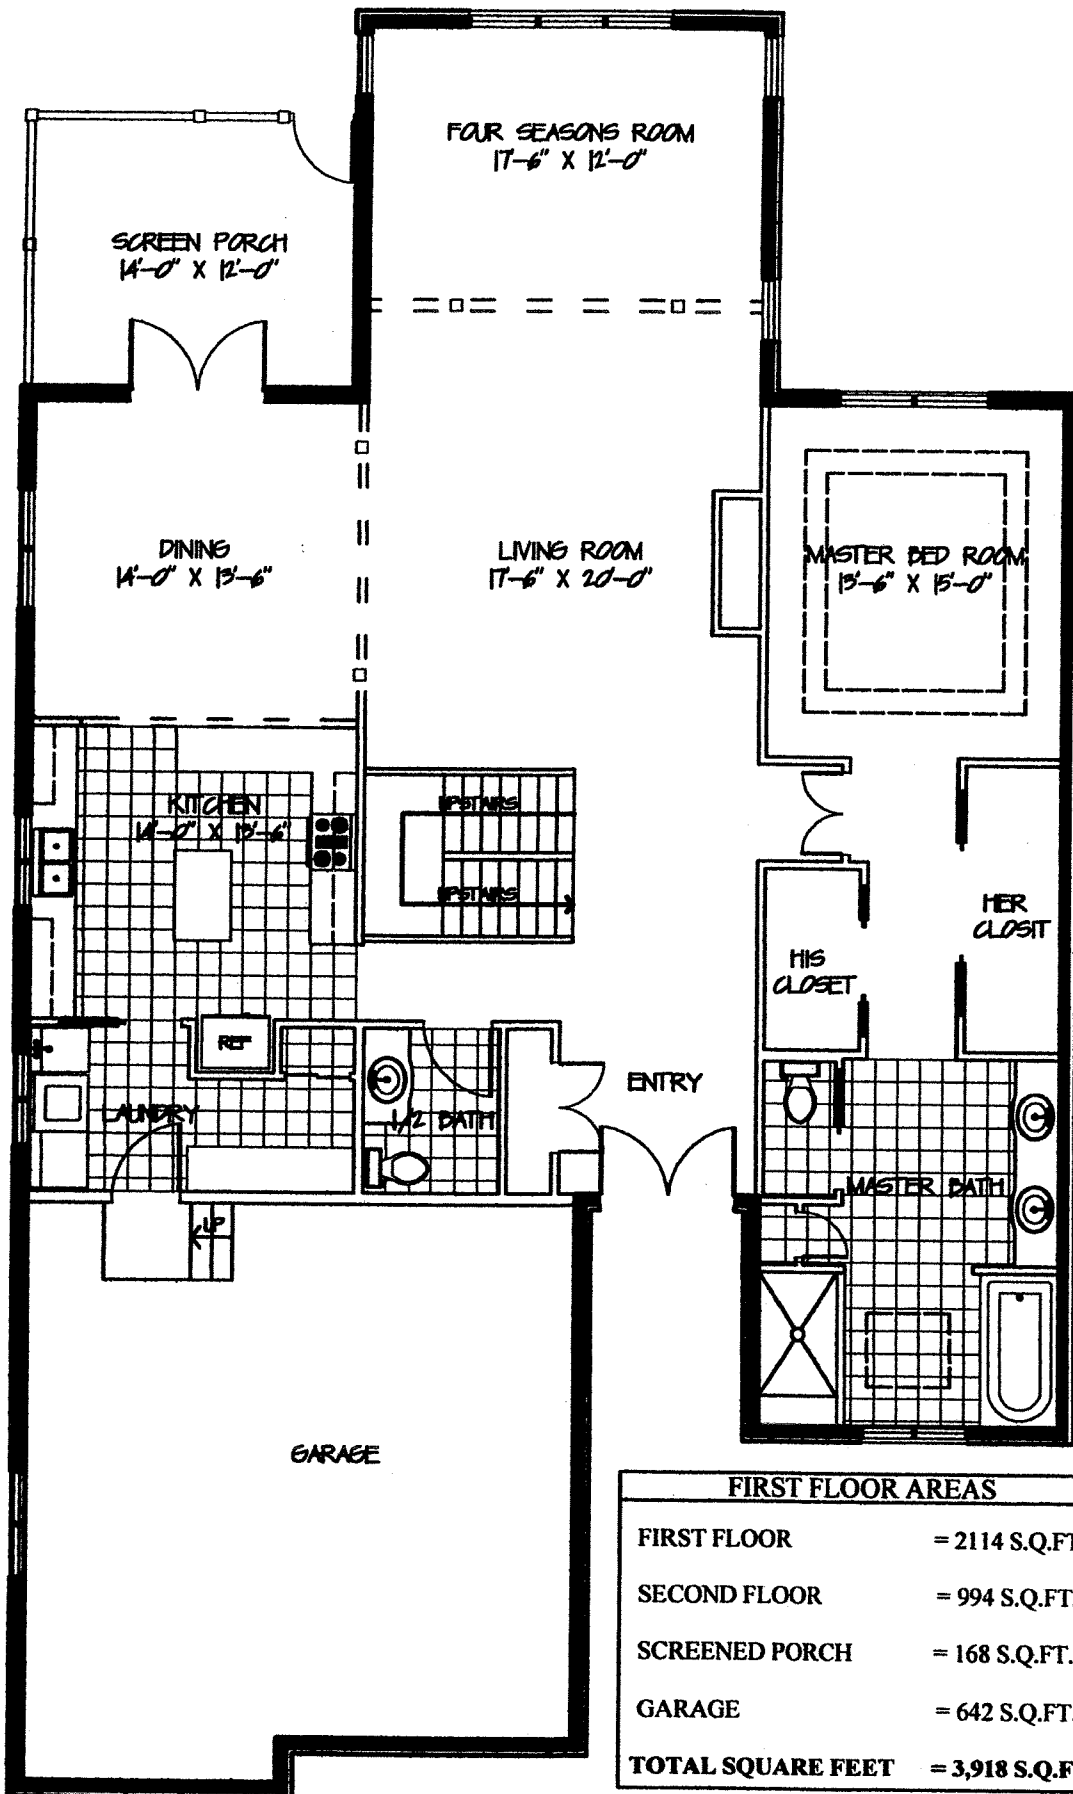 FOUR SEASONS ROOM
17'-6" X 12'-0"
SCREEN PORCH
14'-0" X 12'-0"
DINING
14'-0" X 13'-6"
LIVING ROOM
17'-6" X 20'-0"
MASTER BED ROOM
13'-6" X 15'-0"
KITCHEN
14'-0" X 13'-6"
UPSTAIRS
UPSTAIRS
HER
CLOSIT
HIS
CLOSET
REF
LAUNDRY
1/2 BATH
ENTRY
MASTER BATH
UP
GARAGE
FIRST FLOOR AREAS
FIRST FLOOR = 2114 S.Q.FT
SECOND FLOOR = 994 S.Q.FT.
SCREENED PORCH = 168 S.Q.FT.
GARAGE = 642 S.Q.FT.
TOTAL SQUARE FEET = 3,918 S.Q.F